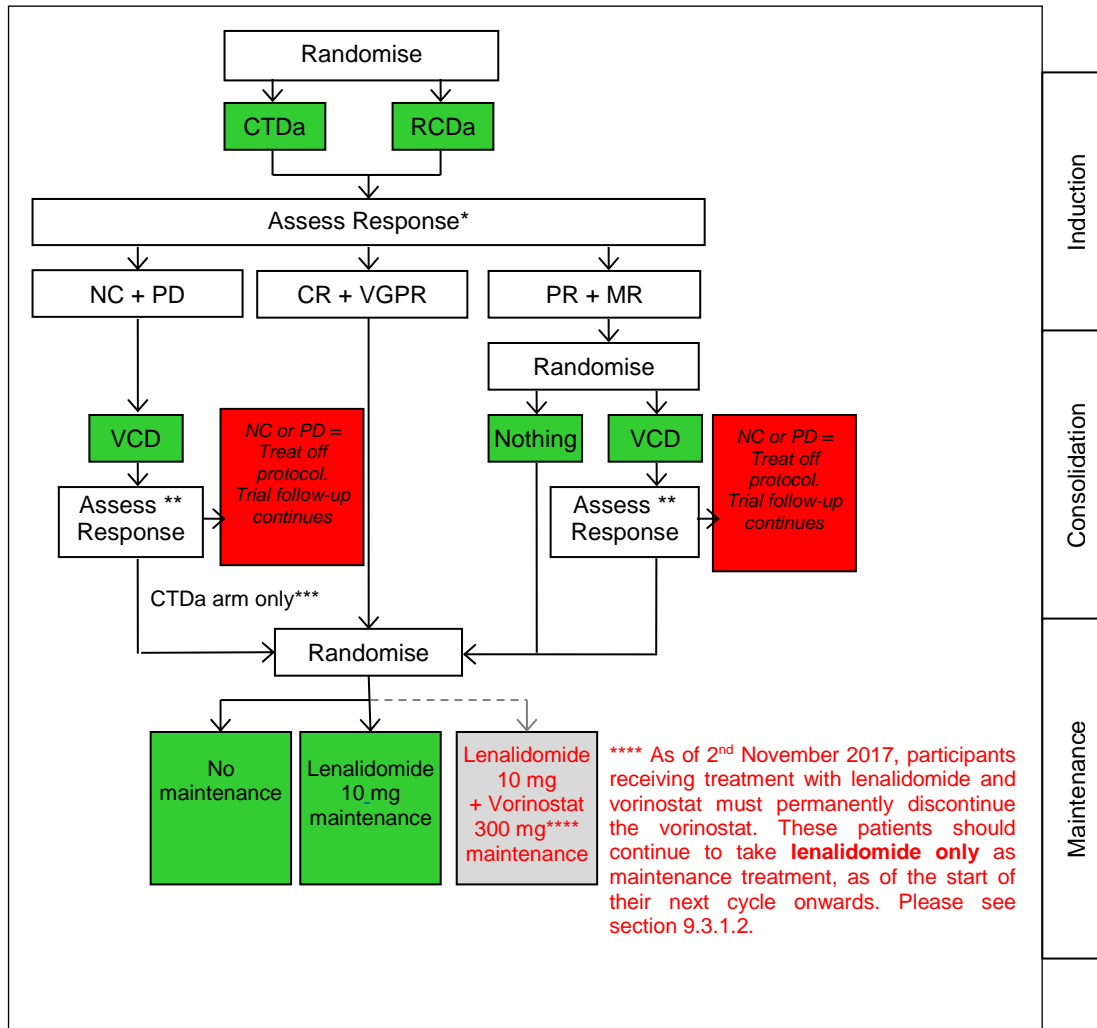 Randomise
CTDa
RCDa
Assess Response*
NC + PD
CR + VGPR
PR + MR
Randomise
VCD
NC or PD =
Treat off
protocol.
Trial follow-up
continues
Nothing
VCD
NC or PD =
Treat off
protocol.
Trial follow-up
continues
Assess **
Response
Assess **
Response
CTDa arm only***
Randomise
No
maintenance
Lenalidomide
10 mg
maintenance
Lenalidomide
10 mg
+ Vorinostat
300 mg****
maintenance
**** As of 2nd November 2017, participants
receiving treatment with lenalidomide and
vorinostat must permanently discontinue
the vorinostat. These patients should
continue to take lenalidomide only as
maintenance treatment, as of the start of
their next cycle onwards. Please see
section 9.3.1.2.
Induction
Consolidation
Maintenance